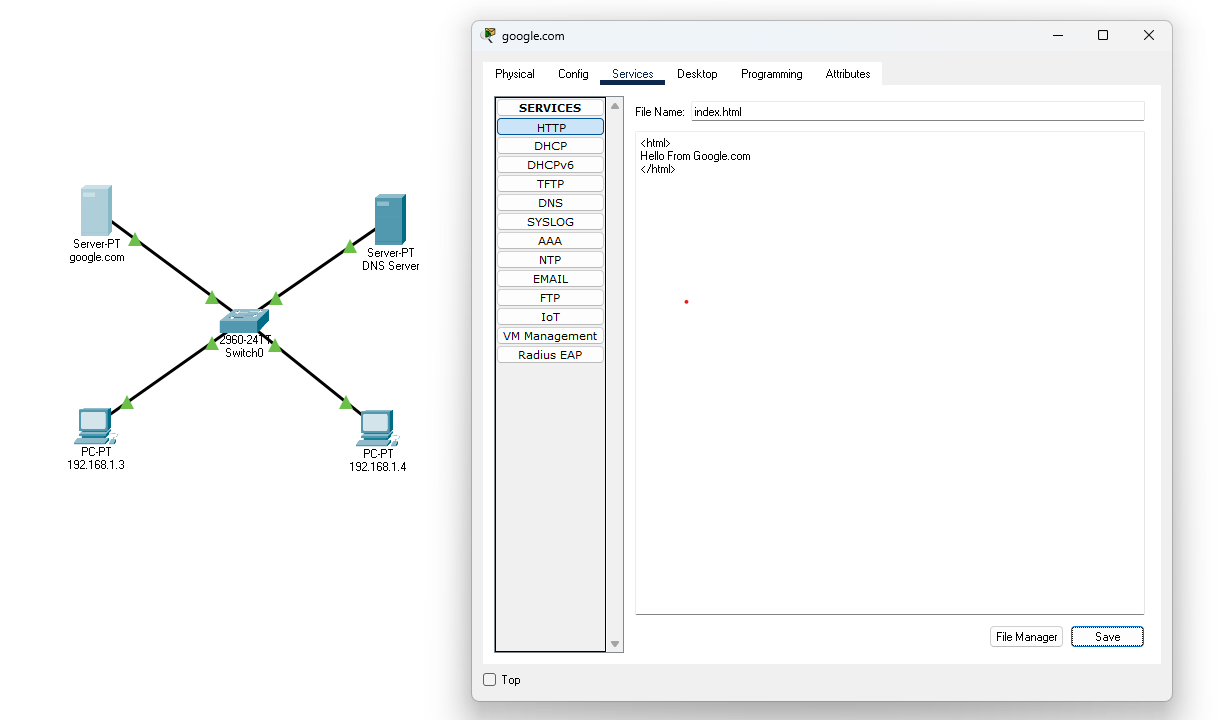 google.com
Physical
Config
Services
Desktop
Programming
Attributes
SERVICES
HTTP
DHCP
DHCPv6
TFTP
DNS
SYSLOG
AAA
NTP
EMAIL
FTP
IoT
VM Management
Radius EAP
File Name: index.html
<html>
Hello From Google.com
</html>
File Manager
Save
Top
Server-PT
google.com
Server-PT
DNS Server
2960-24TT
Switch0
PC-PT
192.168.1.3
PC-PT
192.168.1.4